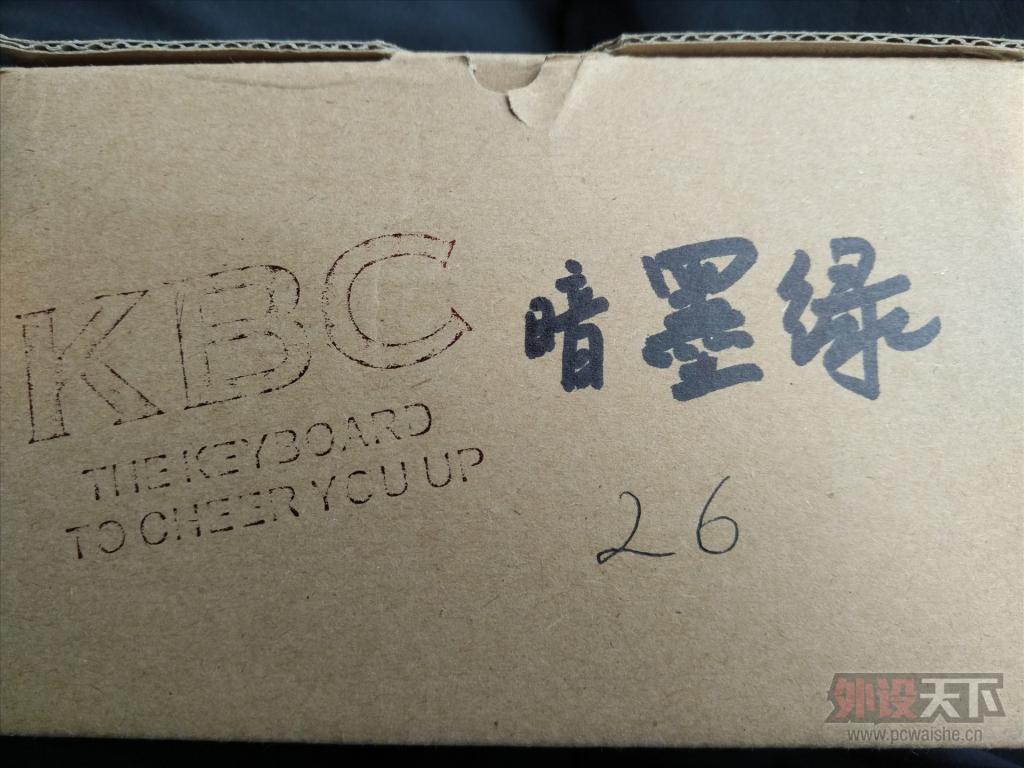 KBC
THE KEYBOARD
TO CHEER YOU UP
暗墨绿
26
外设天下
www.pcwaishe.cn